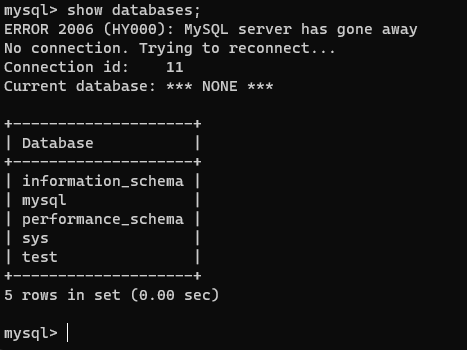 mysql> show databases;
ERROR 2006 (HY000): MySQL server has gone away
No connection. Trying to reconnect...
Connection id:    11
Current database: *** NONE ***

+--------------------+
| Database           |
+--------------------+
| information_schema |
| mysql              |
| performance_schema |
| sys                |
| test               |
+--------------------+
5 rows in set (0.00 sec)

mysql>